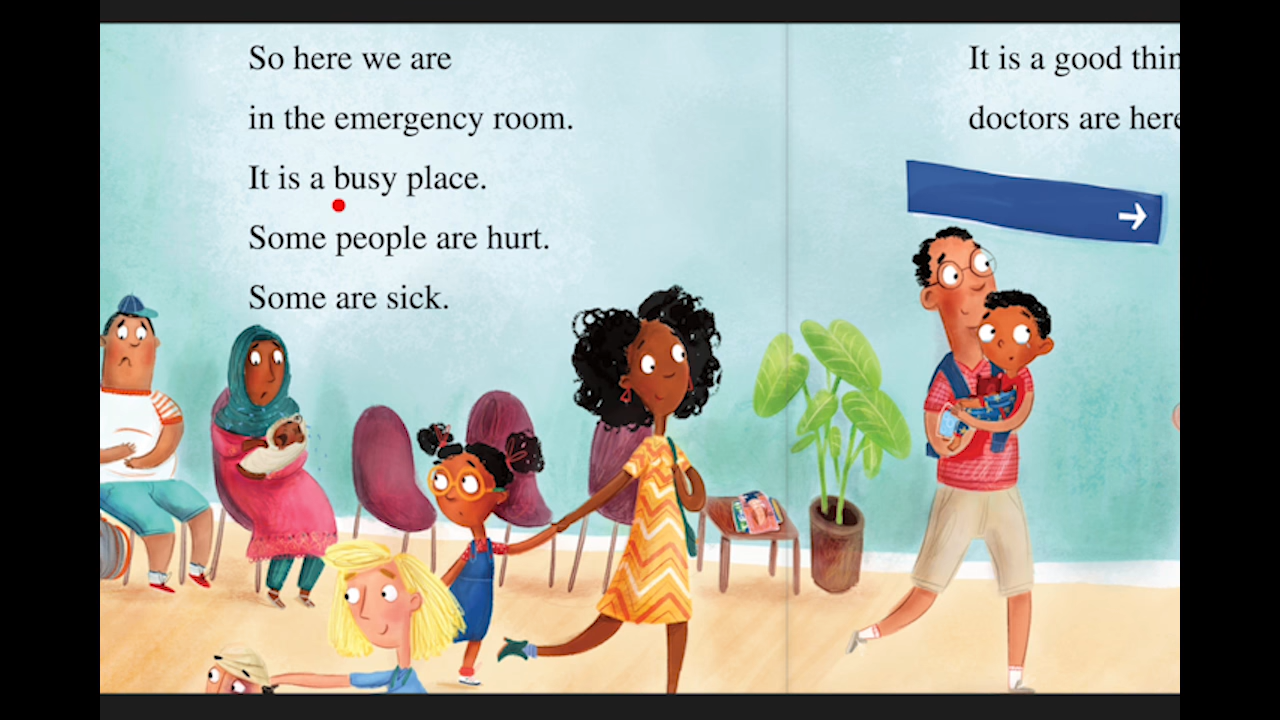 So here we are
in the emergency room.
It is a busy place.
Some people are hurt.
Some are sick.
It is a good
doctors are